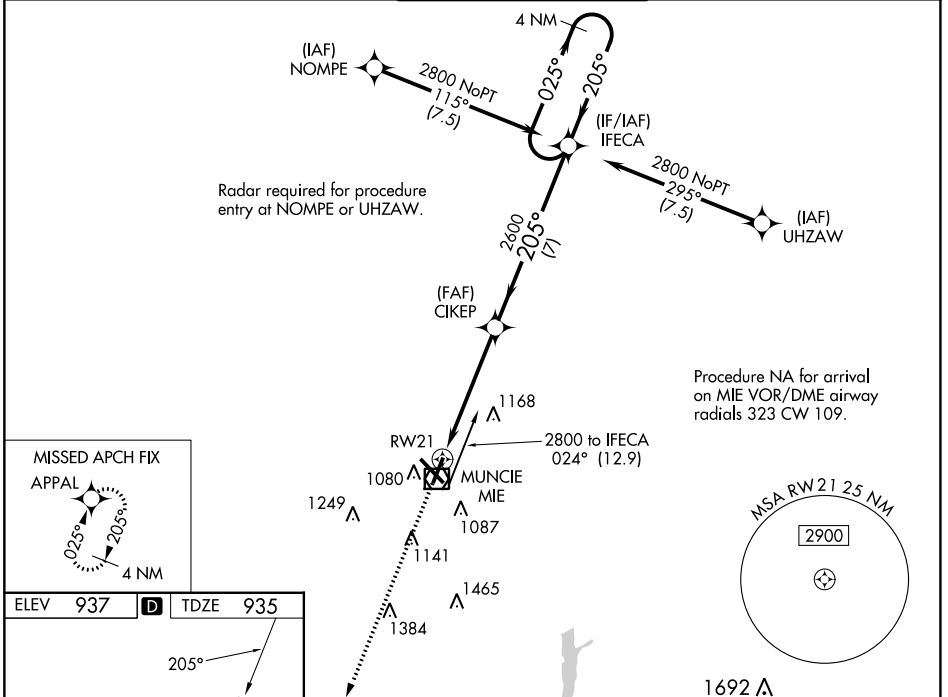 4 NM
025°
205°
(IAF)
NOMPE
2800 NoPT
115°
(7.5)
(IF/IAF)
IFECA
2800 NoPT
295°
(7.5)
(IAF)
UHZAW
Radar required for procedure
entry at NOMPE or UHZAW.
2600
205°
(7)
(FAF)
CIKEP
Procedure NA for arrival
on MIE VOR/DME airway
radials 323 CW 109.
1168
RW21
2800 to IFECA
024° (12.9)
1080
MUNCIE
MIE
1249
1087
1141
1465
1384
MISSED APCH FIX
APPAL
025°
205°
4 NM
MSA RW 21 25 NM
2900
ELEV 937 D TDZE 935
205°
1692